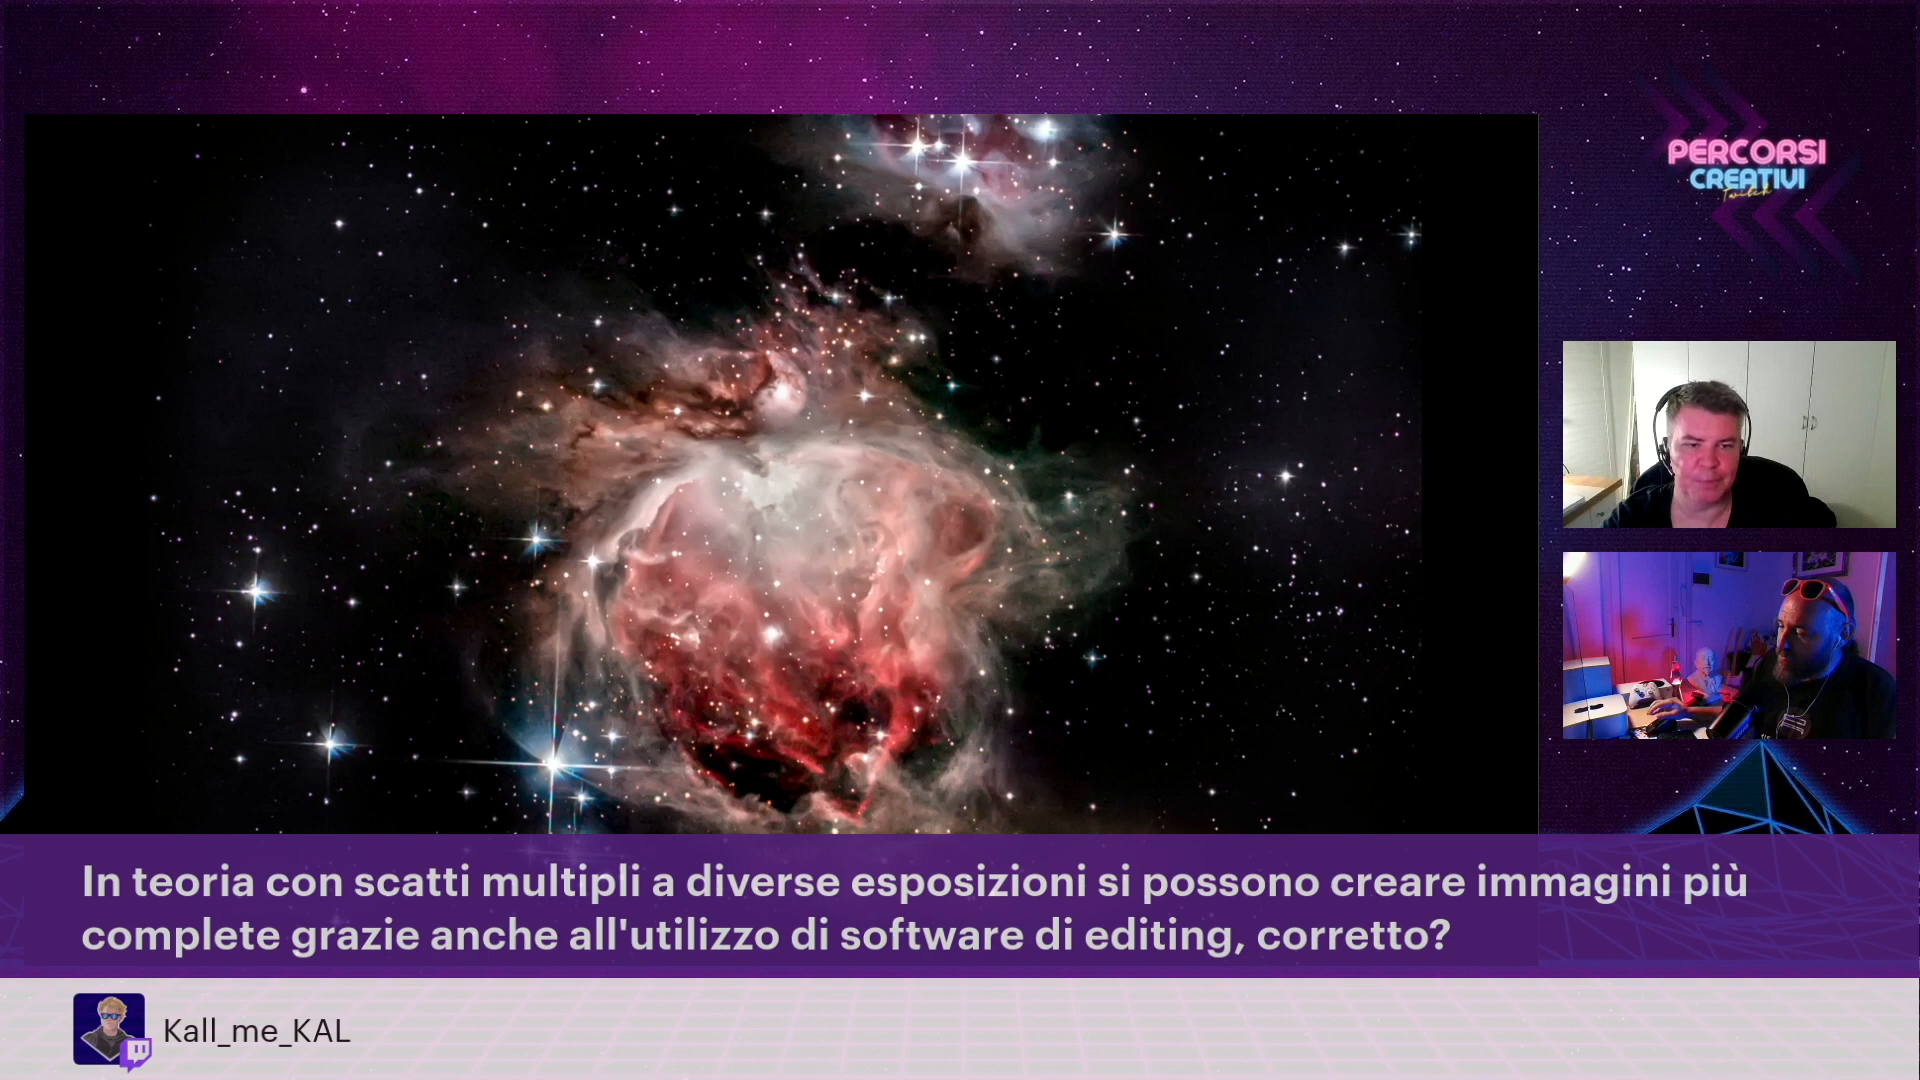 PERCORSI
CREATIVI
Twitch
In teoria con scatti multipli a diverse esposizioni si possono creare immagini più
complete grazie anche all'utilizzo di software di editing, corretto?
Kall_me_KAL